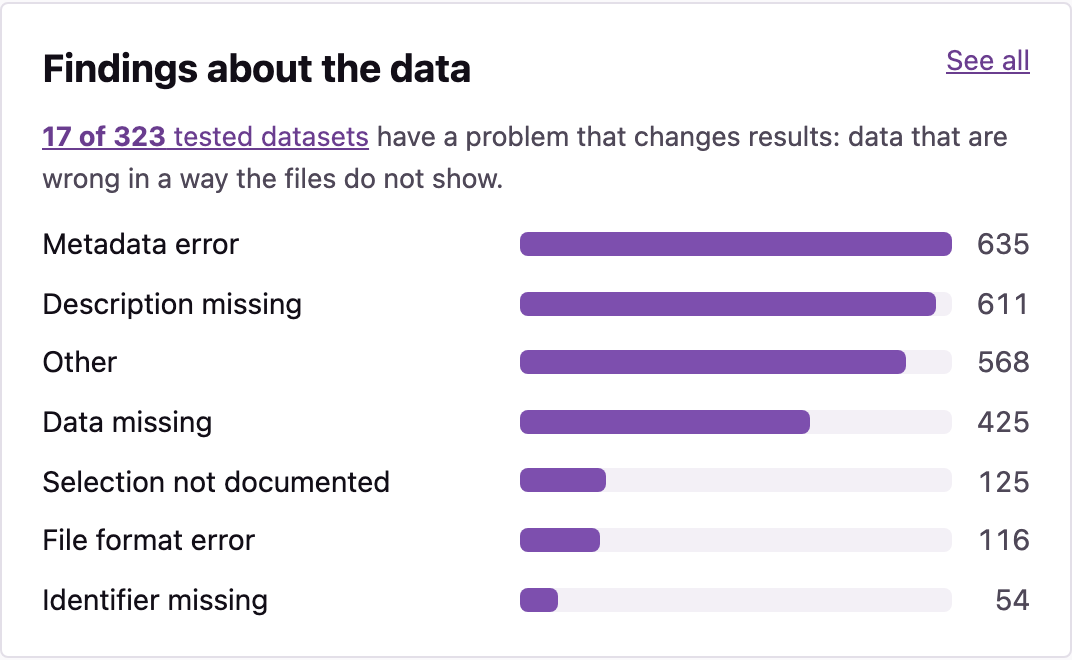 Findings about the data
See all
17 of 323 tested datasets have a problem that changes results: data that are
wrong in a way the files do not show.
Metadata error 635
Description missing 611
Other 568
Data missing 425
Selection not documented 125
File format error 116
Identifier missing 54